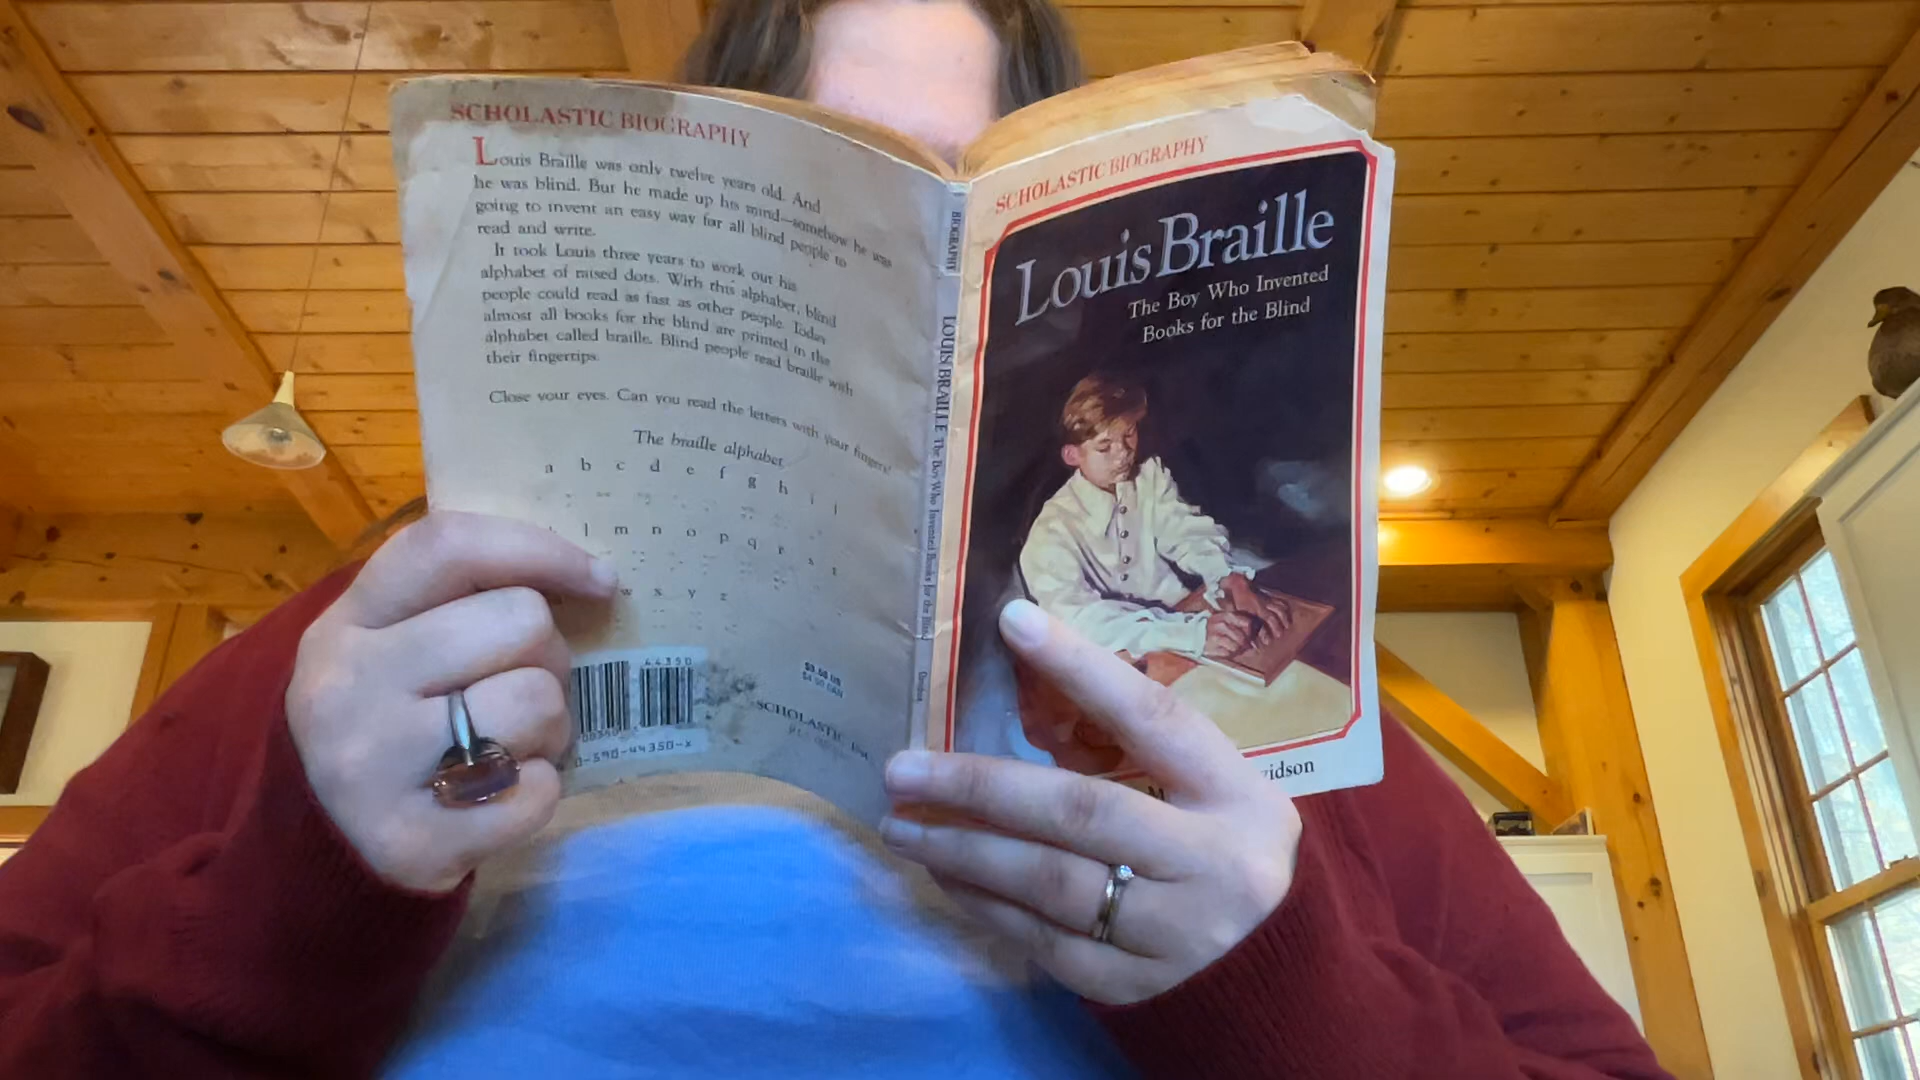 SCHOLASTIC BIOGRAPHY
Louis Braille was only twelve years old. And
he was blind. But he made up his mind—somehow he was
going to invent an easy way for all blind people to
read and write.
It took Louis three years to work out his
alphabet of raised dots. With this alphabet, blind
people could read as fast as other people. Today
almost all books for the blind are printed in the
alphabet called braille. Blind people read braille with
their fingertips.
Close your eyes. Can you read the letters with your fingers?
The braille alphabet
a b c d e f g h i j
l m n o p q r s t
w x y z
44350
0-590-44350-X
SCHOLASTIC
BIOGRAPHY
LOUIS BRAILLE The Boy Who Invented Books for the Blind
Davidson
SCHOLASTIC BIOGRAPHY
Louis Braille
The Boy Who Invented
Books for the Blind
M
vidson